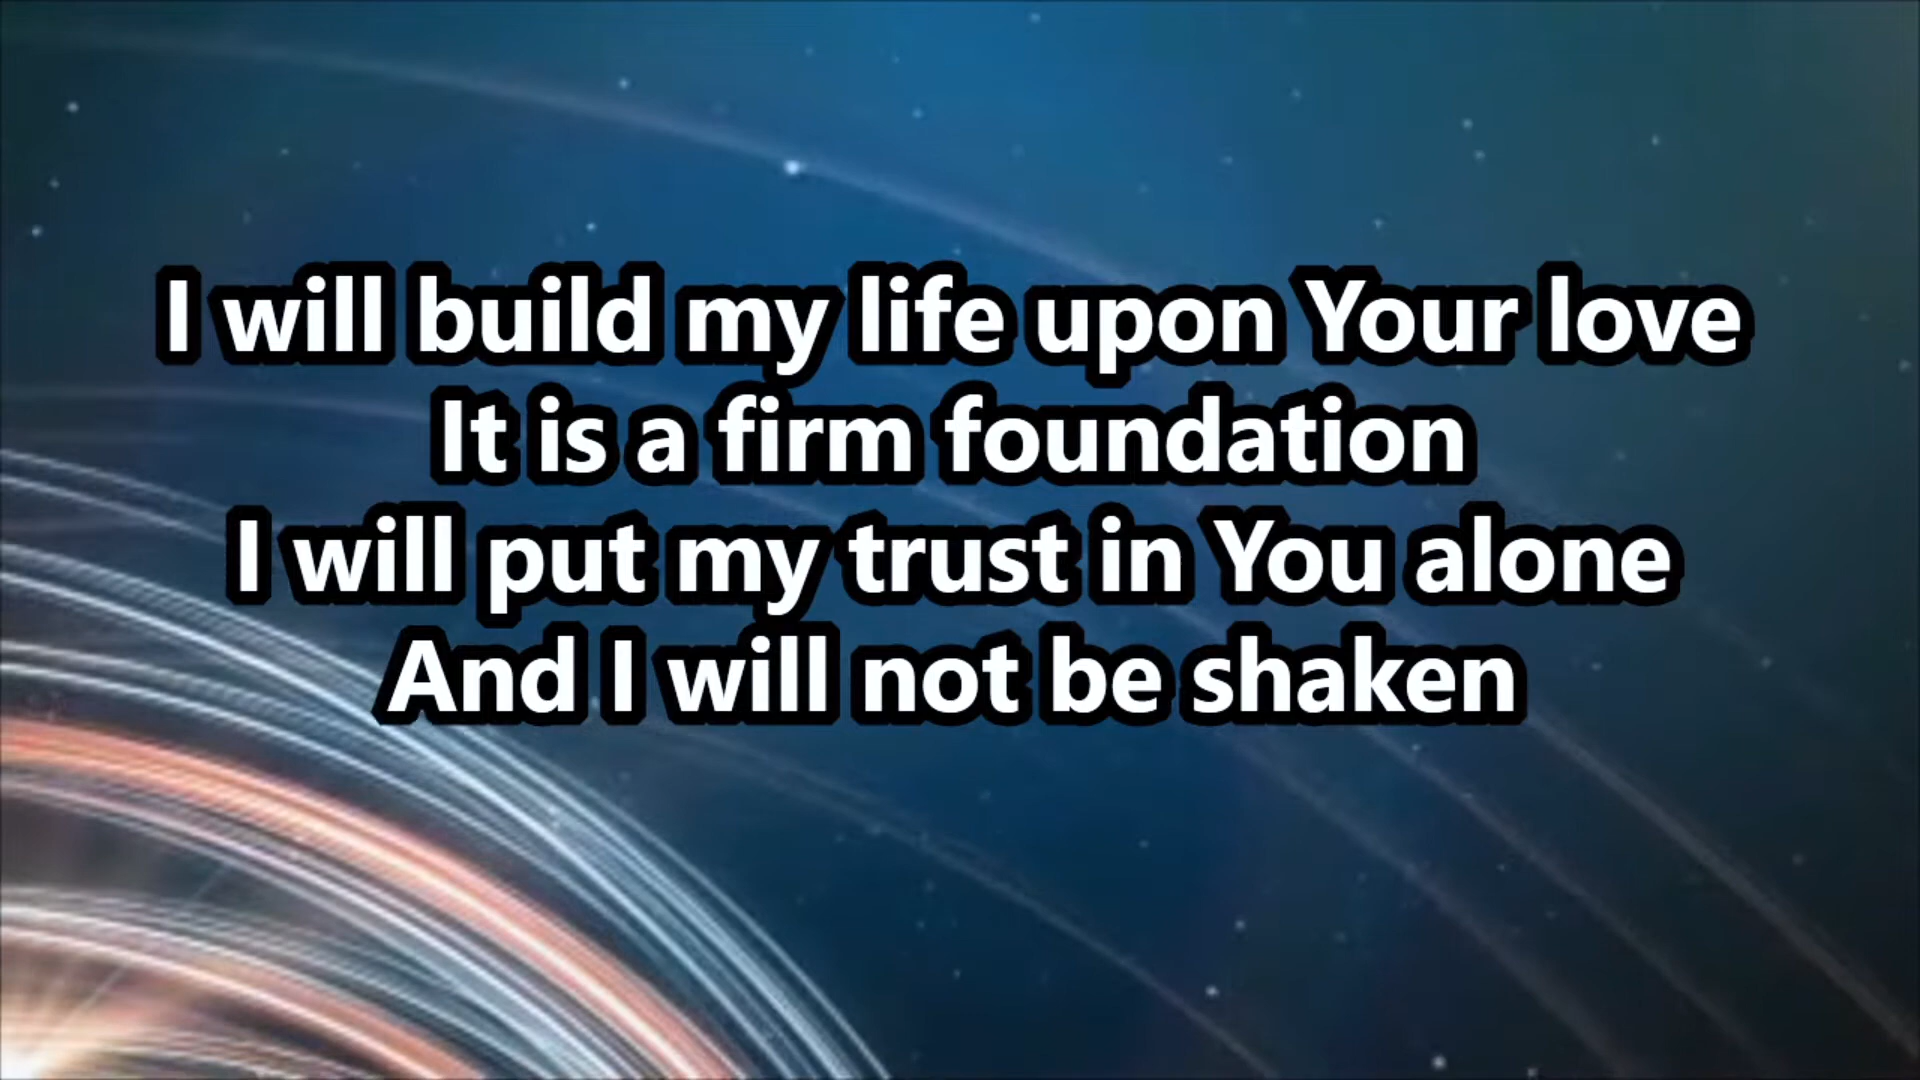 I will build my life upon Your love
It is a firm foundation
I will put my trust in You alone
And I will not be shaken